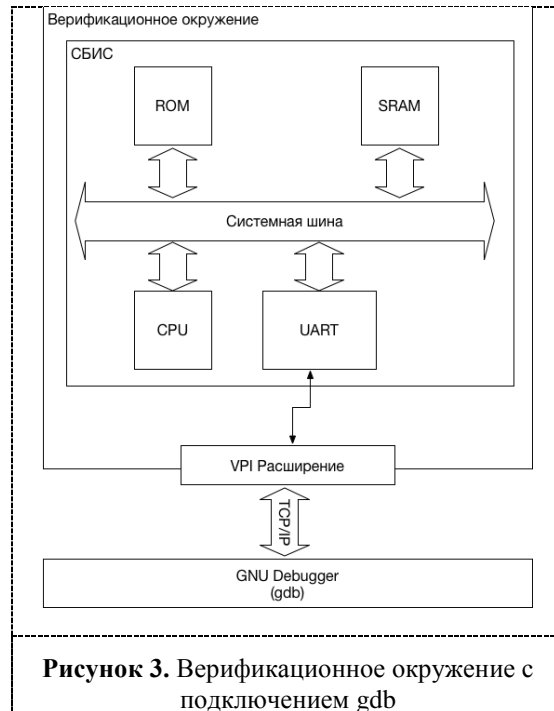 Верификационное окружение
СБИС
ROM
SRAM
Системная шина
CPU
UART
VPI Расширение
TCP/IP
GNU Debugger
(gdb)
Рисунок 3. Верификационное окружение с
подключением gdb